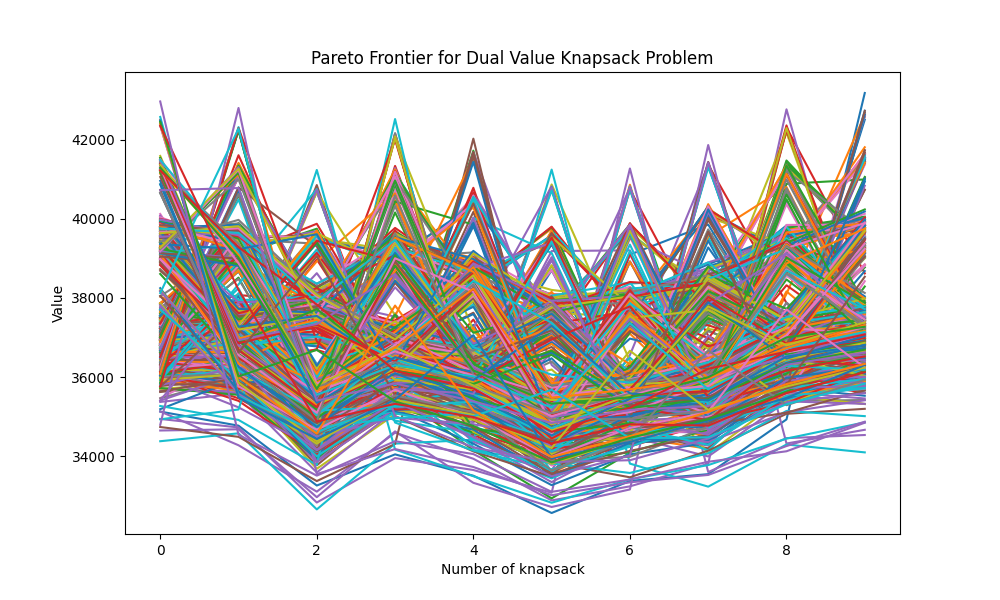 Pareto Frontier for Dual Value Knapsack Problem
42000
40000
38000
36000
34000
Value
0 2 4 6 8
Number of knapsack